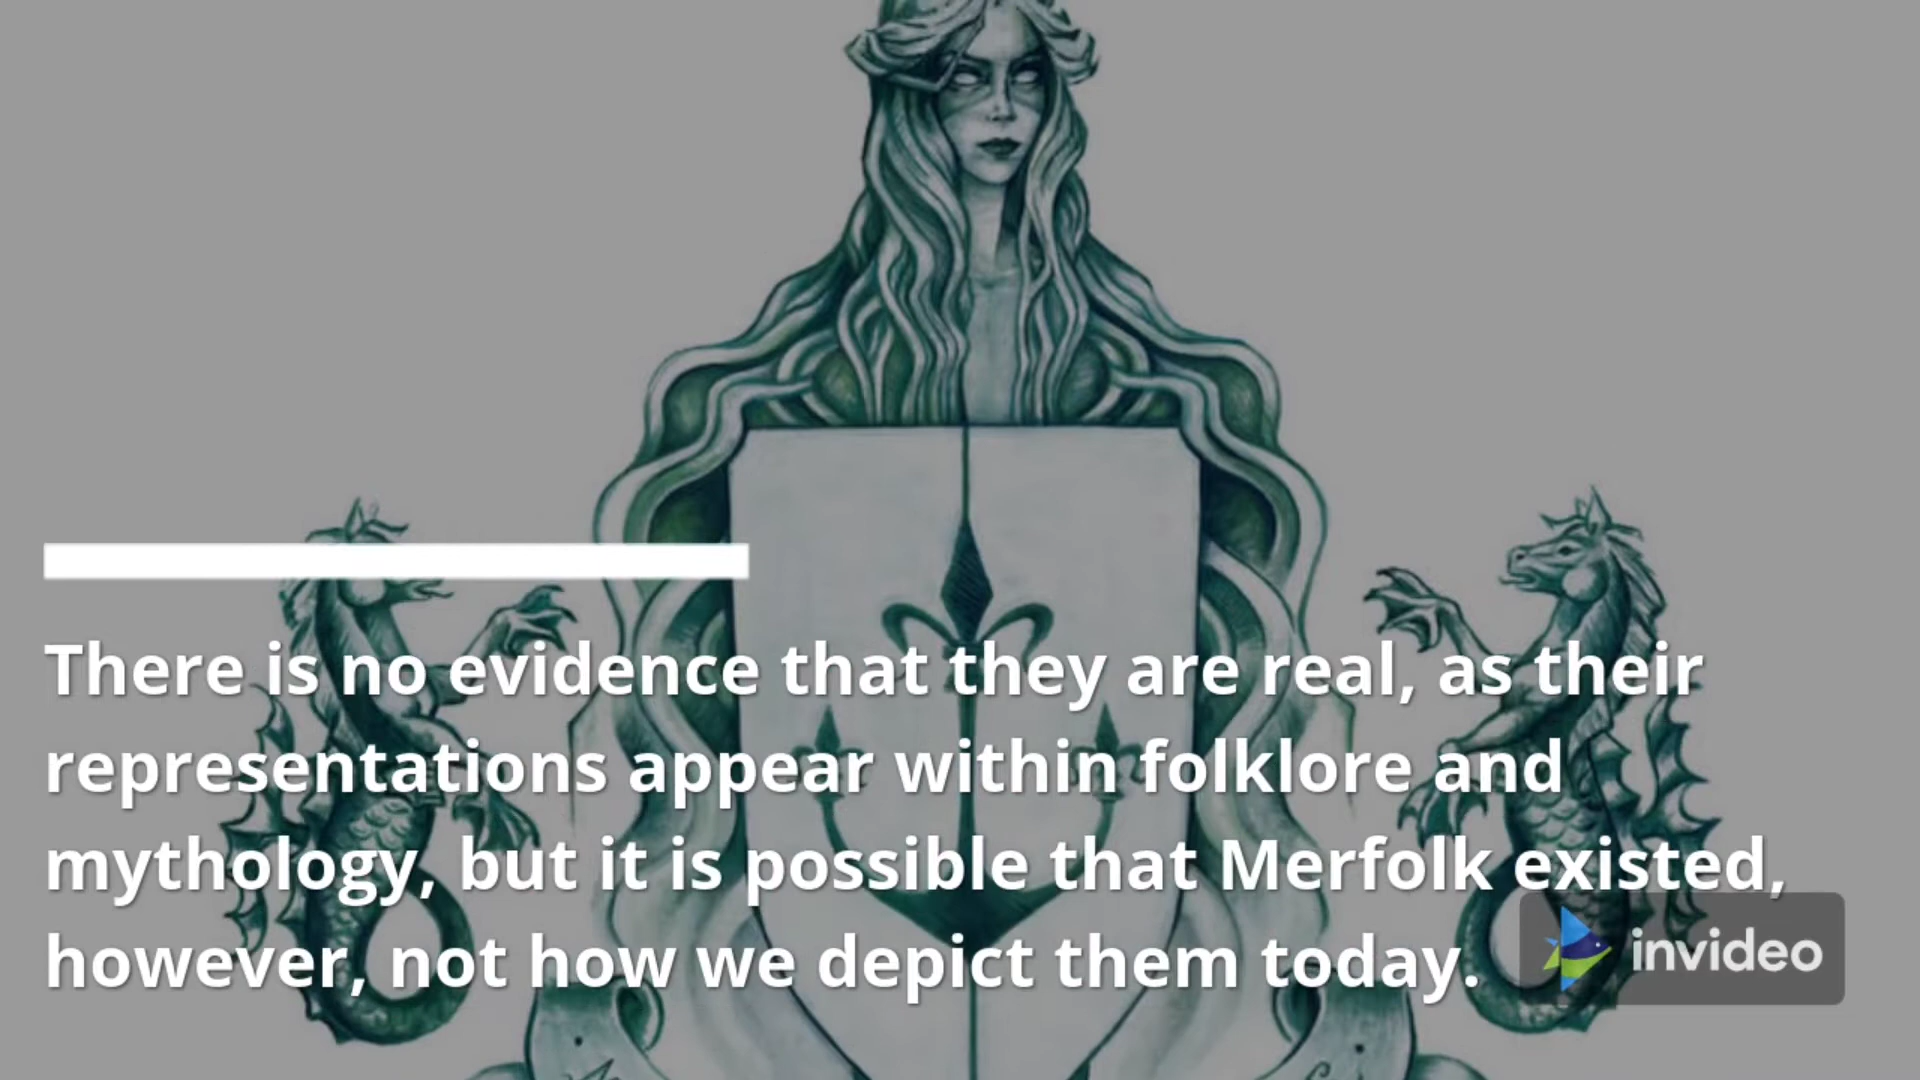 There is no evidence that they are real, as their
representations appear within folklore and
mythology, but it is possible that Merfolk existed,
however, not how we depict them today.
invideo